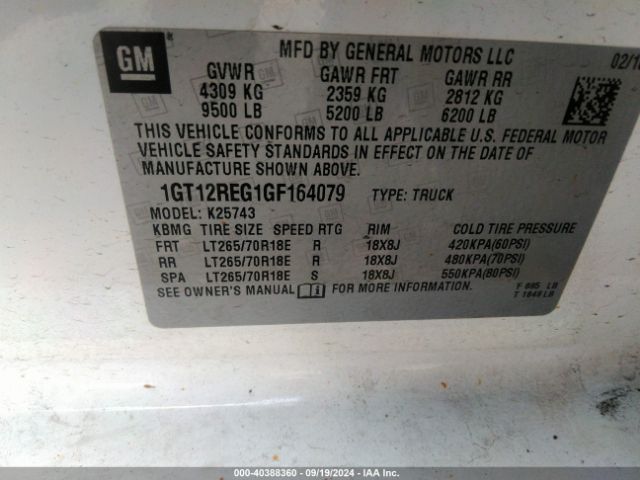 GM
MFD BY GENERAL MOTORS LLC
GVWR GAWR FRT GAWR RR
4309 KG 2359 KG 2812 KG
9500 LB 5200 LB 6200 LB
THIS VEHICLE CONFORMS TO ALL APPLICABLE U.S. FEDERAL MOTOR
VEHICLE SAFETY STANDARDS IN EFFECT ON THE DATE OF
MANUFACTURE SHOWN ABOVE.
1GT12REG1GF164079 TYPE: TRUCK
MODEL: K25743
KBMG TIRE SIZE SPEED RTG RIM COLD TIRE PRESSURE
FRT LT265/70R18E R 18X8J 420KPA(60PSI)
RR LT265/70R18E R 18X8J 480KPA(70PSI)
SPA LT265/70R18E S 18X8J 550KPA(80PSI)
SEE OWNER'S MANUAL FOR MORE INFORMATION.
F 695 LB
T 1649 LB
000-40388360 - 09/19/2024 - IAA Inc.